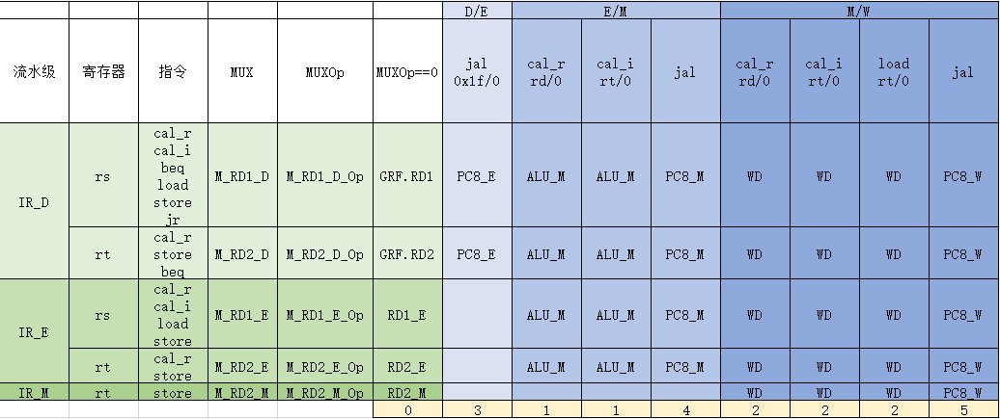 D/E E/M M/W
流水级 寄存器 指令 MUX MUXOp MUXOp==0 jal 0x1f/0 cal_r rd/0 cal_i rt/0 jal cal_r rd/0 cal_i rt/0 load rt/0 jal
IR_D rs cal_r cal_i beq load store jr M_RD1_D M_RD1_D_Op GRF.RD1 PC8_E ALU_M ALU_M PC8_M WD WD WD PC8_W
rt cal_r store beq M_RD2_D M_RD2_D_Op GRF.RD2 PC8_E ALU_M ALU_M PC8_M WD WD WD PC8_W
IR_E rs cal_r cal_i load store M_RD1_E M_RD1_E_Op RD1_E ALU_M ALU_M PC8_M WD WD WD PC8_W
rt cal_r store M_RD2_E M_RD2_E_Op RD2_E ALU_M ALU_M PC8_M WD WD WD PC8_W
IR_M rt store M_RD2_M M_RD2_M_Op RD2_M WD WD WD PC8_W
0 3 1 1 4 2 2 2 5